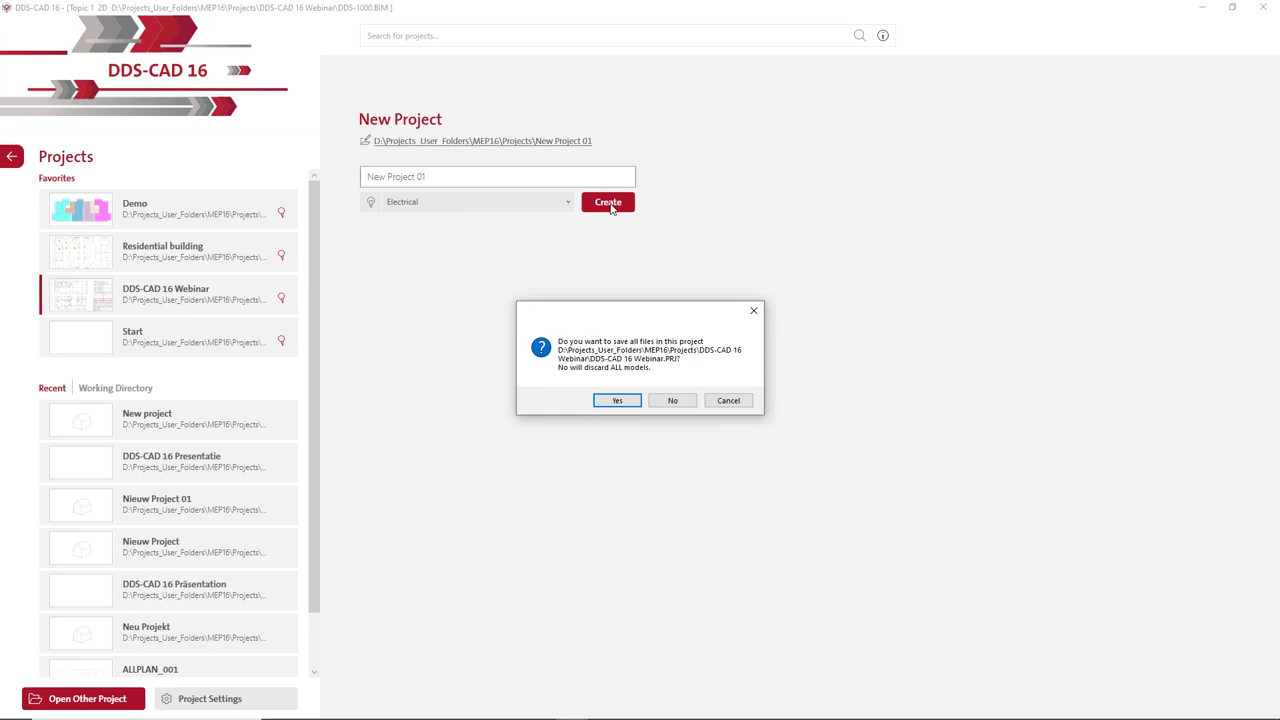 DDS-CAD 16 - [Topic 1 2D D:\Projects_User_Folders\MEP16\Projects\DDS-CAD 16 Webinar\DDS-1000.BIM ]
Search for projects...
DDS-CAD 16
New Project
D:\Projects_User_Folders\MEP16\Projects\New Project 01
New Project 01
Electrical
Create
Projects
Favorites
Demo
D:\Projects_User_Folders\MEP16\Projects\...
Residential building
D:\Projects_User_Folders\MEP16\Projects\...
DDS-CAD 16 Webinar
D:\Projects_User_Folders\MEP16\Projects\...
Start
D:\Projects_User_Folders\MEP16\Projects\...
Do you want to save all files in this project
D:\Projects_User_Folders\MEP16\Projects\DDS-CAD 16
Webinar\DDS-CAD 16 Webinar.PRJ?
No will discard ALL models.
Yes No Cancel
Recent Working Directory
New project
D:\Projects_User_Folders\MEP16\Projects\...
DDS-CAD 16 Presentatie
D:\Projects_User_Folders\MEP16\Projects\...
Nieuw Project 01
D:\Projects_User_Folders\MEP16\Projects\...
Nieuw Project
D:\Projects_User_Folders\MEP16\Projects\...
DDS-CAD 16 Präsentation
D:\Projects_User_Folders\MEP16\Projects\...
Neu Projekt
D:\Projects_User_Folders\MEP16\Projects\...
ALLPLAN_001
Open Other Project Project Settings